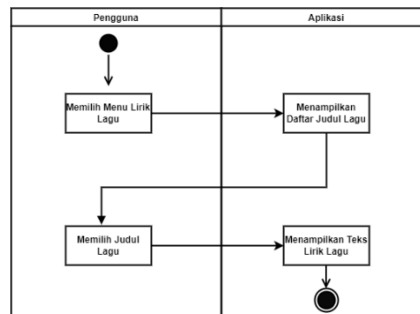 Pengguna
Aplikasi
Memilih Menu Lirik
Lagu
Menampilkan
Daftar Judul Lagu
Memilih Judul
Lagu
Menampilkan Teks
Lirik Lagu